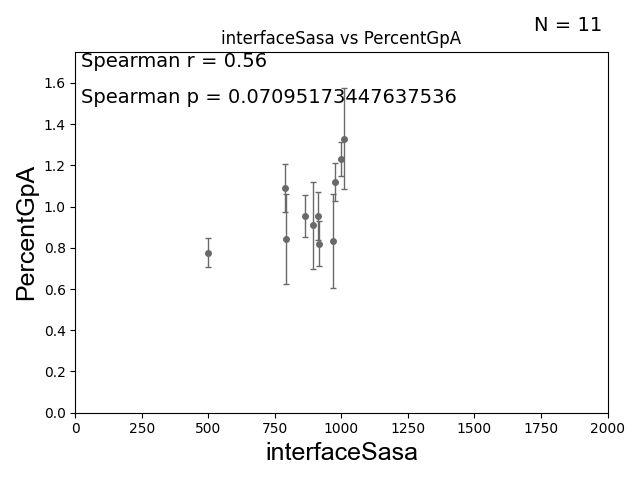 N = 11
interfaceSasa vs PercentGpA
Spearman r = 0.56
Spearman p = 0.07095173447637536
PercentGpA
1.6
1.4
1.2
1.0
0.8
0.6
0.4
0.2
0.0
0 250 500 750 1000 1250 1500 1750 2000
interfaceSasa